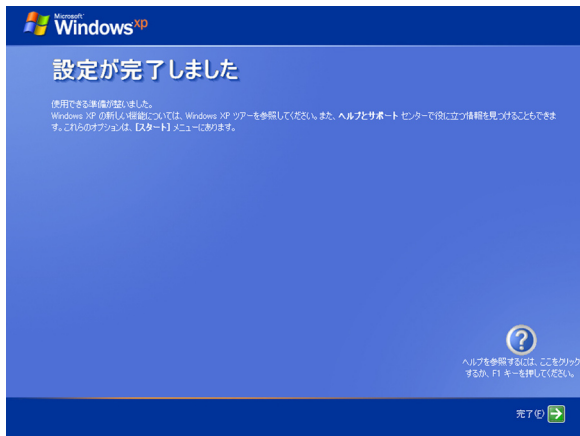 Microsoft
Windows xp
設定が完了しました
使用できる準備が整いました。
Windows XP の新しい機能については、Windows XP ツアーを参照してください。また、ヘルプとサポート センターで役に立つ情報を見つけることもできま
す。これらのオプションは、[スタート] メニューにあります。
ヘルプを参照するには、ここをクリック
するか、F1 キーを押してください。
完了(F)